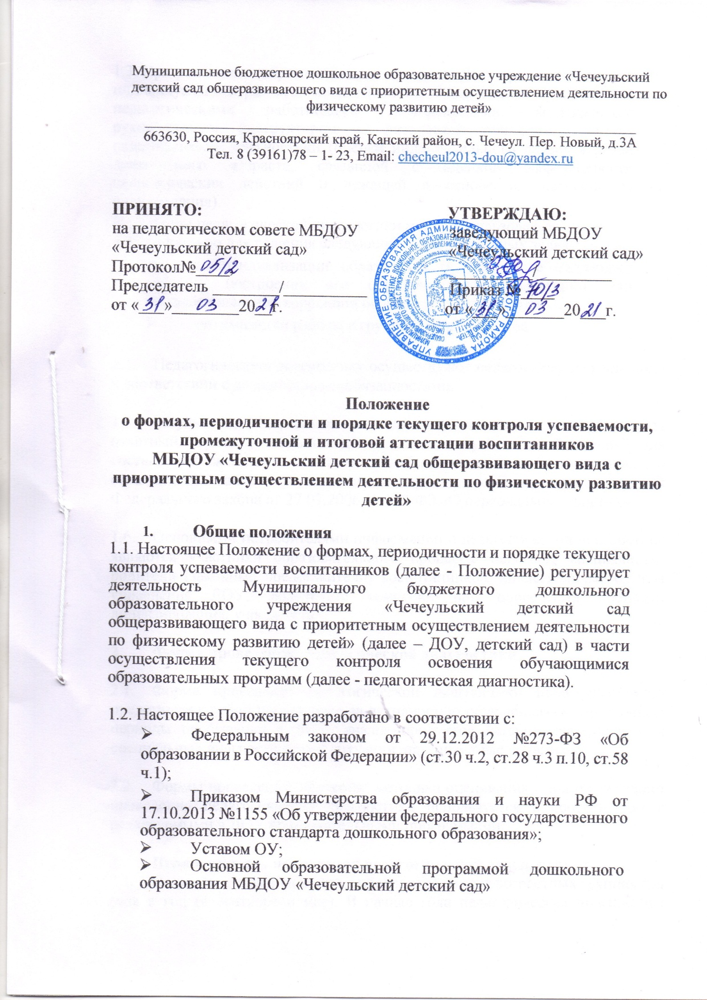 Муниципальное бюджетное дошкольное образовательное учреждение «Чечеульский
детский сад общеразвивающего вида с приоритетным осуществлением деятельности по
физическому развитию детей»
663630, Россия, Красноярский край, Канский район, с. Чечеул. Пер. Новый, д.3А
Тел. 8 (39161)78 – 1- 23, Email: checheul2013-dou@yandex.ru
ПРИНЯТО:
на педагогическом совете МБДОУ
«Чечеульский детский сад»
Протокол№ 05/2
Председатель ________/__________
от «31»________03________2021г.
УТВЕРЖДАЮ:
заведующий МБДОУ
«Чечеульский детский сад»
Приказ № 70/3
от «31» 03 2021 г.
УПРАВЛЕНИЕ ОБРАЗОВАНИЯ АДМИНИСТРАЦИИ КАНСКОГО РАЙОНА
Положение
о формах, периодичности и порядке текущего контроля успеваемости,
промежуточной и итоговой аттестации воспитанников
МБДОУ «Чечеульский детский сад общеразвивающего вида с
приоритетным осуществлением деятельности по физическому развитию
детей»
1. Общие положения
1.1. Настоящее Положение о формах, периодичности и порядке текущего
контроля успеваемости воспитанников (далее - Положение) регулирует
деятельность Муниципального бюджетного дошкольного
образовательного учреждения «Чечеульский детский сад
общеразвивающего вида с приоритетным осуществлением деятельности
по физическому развитию детей» (далее – ДОУ, детский сад) в части
осуществления текущего контроля освоения обучающимися
образовательных программ (далее - педагогическая диагностика).
1.2. Настоящее Положение разработано в соответствии с:
➢ Федеральным законом от 29.12.2012 №273-ФЗ «Об
образовании в Российской Федерации» (ст.30 ч.2, ст.28 ч.3 п.10, ст.58
ч.1);
➢ Приказом Министерства образования и науки РФ от
17.10.2013 №1155 «Об утверждении федерального государственного
образовательного стандарта дошкольного образования»;
➢ Уставом ОУ;
➢ Основной образовательной программой дошкольного
образования МБДОУ «Чечеульский детский сад»